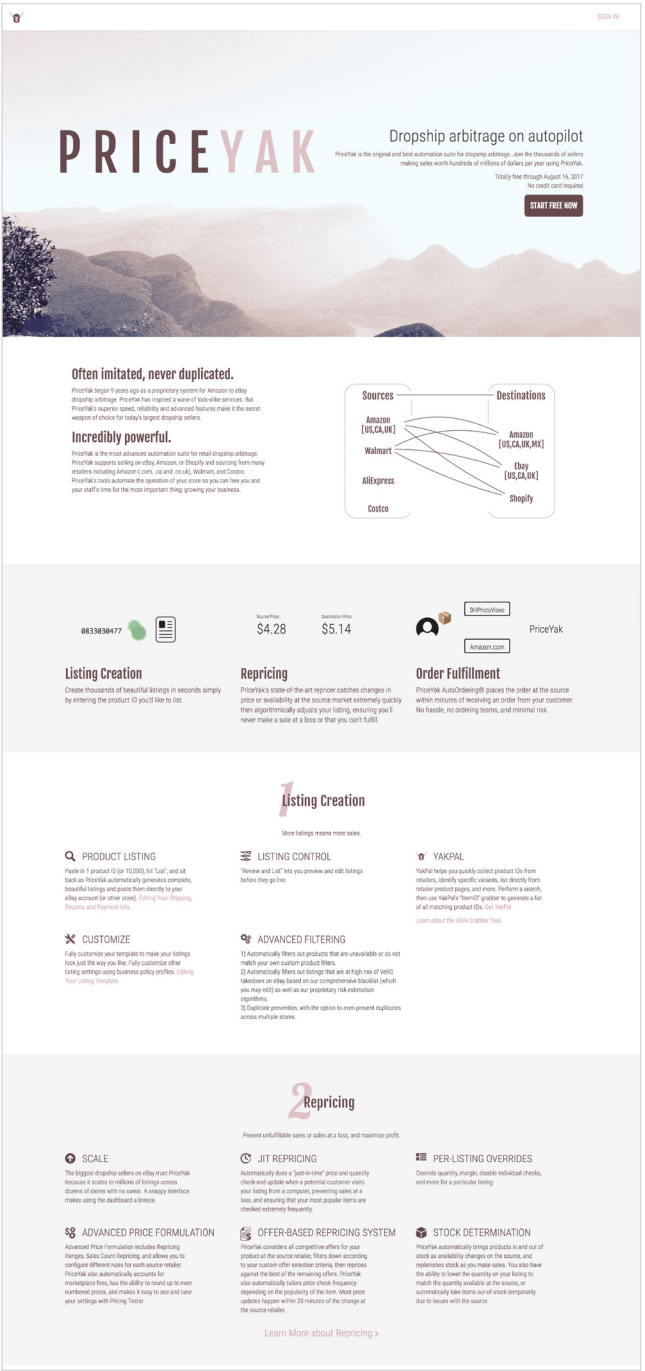 SIGN IN
PRICEYAK
Dropship arbitrage on autopilot
PriceYak is the original and best automation suite for dropship arbitrage. Join the thousands of sellers
making sales worth hundreds of millions of dollars per year using PriceYak.
Totally free through August 16, 2017
No credit card required
START FREE NOW
Often imitated, never duplicated.
PriceYak began 9 years ago as a proprietary system for Amazon to eBay
dropship arbitrage. PriceYak has inspired a wave of look-alike services. But
PriceYak's superior speed, reliability and advanced features make it the secret
weapon of choice for today's largest dropship sellers.
Incredibly powerful.
PriceYak is the most advanced automation suite for retail dropship arbitrage.
PriceYak supports selling on eBay, Amazon, or Shopify and sourcing from many
retailers including Amazon (.com, .ca and .co.uk), Walmart, and Costco.
PriceYak's tools automate the operation of your store so you can free you and
your staff's time for the most important thing: growing your business.
Sources
Amazon
[US,CA,UK]
Walmart
AliExpress
Costco
Destinations
Amazon
[US,CA,UK,MX]
Ebay
[US,CA,UK]
Shopify
0833030477
Listing Creation
Create thousands of beautiful listings in seconds simply
by entering the product ID you'd like to list.
Source Price:
$4.28
Destination Price:
$5.14
Repricing
PriceYak's state-of-the-art repricer catches changes in
price or availability at the source market extremely quickly
then algorithmically adjusts your listing, ensuring you'll
never make a sale at a loss or that you can't fulfill.
BHPhotoVideo
Amazon.com
PriceYak
Order Fulfillment
PriceYak AutoOrdering® places the order at the source
within minutes of receiving an order from your customer.
No hassle, no ordering teams, and minimal risk.
1
Listing Creation
More listings means more sales.
PRODUCT LISTING
Paste in 1 product ID (or 10,000), hit "List", and sit
back as PriceYak automatically generates complete,
beautiful listings and posts them directly to your
eBay account (or other store). Editing Your Shipping,
Returns, and Payment info.
LISTING CONTROL
"Review and List" lets you preview and edit listings
before they go live.
YAKPAL
YakPal helps you quickly collect product IDs from
retailers, identify specific variants, list directly from
retailer product pages, and more. Perform a search,
then use YakPal's "ItemID" grabber to generate a list
of all matching product IDs. Get YakPal.
Learn about the ASIN Grabber Tool.
CUSTOMIZE
Fully customize your template to make your listings
look just the way you like. Fully customize other
listing settings using business policy profiles. Editing
Your Listing Template.
ADVANCED FILTERING
1) Automatically filters out products that are unavailable or do not
match your own custom product filters.
2) Automatically filters out listings that are at high risk of VeRO
takedown on eBay based on our comprehensive blacklist (which
you may edit) as well as our proprietary risk estimation
algorithms.
3) Duplicate prevention, with the option to even prevent duplicates
across multiple stores.
2
Repricing
Prevent unfulfillable sales or sales at a loss, and maximize profit.
SCALE
The biggest dropship sellers on eBay trust PriceYak
because it scales to millions of listings across
dozens of stores with no sweat. A snappy interface
makes using the dashboard a breeze.
JIT REPRICING
Automatically does a "just-in-time" price and quantity
check-and-update when a potential customer visits
your listing from a computer, preventing sales at a
loss, and ensuring that your most popular items are
checked extremely frequently.
PER-LISTING OVERRIDES
Override quantity, margin, disable individual checks,
and more for a particular listing
ADVANCED PRICE FORMULATION
Advanced Price Formulation includes Repricing
Ranges, Sales Count Repricing, and allows you to
configure different rules for each source retailer.
PriceYak also automatically accounts for
marketplace fees, has the ability to round up to even
numbered prices, and makes it easy to see and tune
your settings with Pricing Tester.
OFFER-BASED REPRICING SYSTEM
PriceYak considers all competitive offers for your
product at the source retailer, filters down according
to your custom offer selection criteria, then reprices
against the best of the remaining offers. PriceYak
also automatically tailors price check frequency
depending on the popularity of the item. Most price
updates happen within 20 minutes of the change at
the source retailer.
STOCK DETERMINATION
PriceYak automatically brings products in and out of
stock as availability changes on the source, and
replenishes stock as you make sales. You also have
the ability to lower the quantity on your listing to
match the quantity available at the source, or
automatically take items out-of-stock temporarily
due to issues with the source.
Learn More about Repricing »